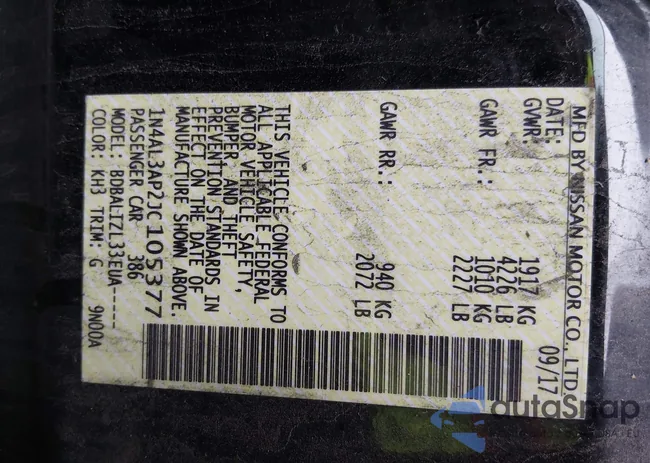 MFD BY NISSAN MOTOR CO., LTD
DATE: 09/17
GVWR: 1917 KG
4226 LB
GAWR FR.: 1010 KG
2227 LB
GAWR RR.: 940 KG
2072 LB
THIS VEHICLE CONFORMS TO
ALL APPLICABLE FEDERAL
MOTOR VEHICLE SAFETY,
BUMPER, AND THEFT
PREVENTION STANDARDS IN
EFFECT ON THE DATE OF
MANUFACTURE SHOWN ABOVE.
1N4AL3AP2JC105377
PASSENGER CAR 386
MODEL: BDBALIZL33EUA-----
COLOR: KH3 TRIM: G 9N00A
autoSnap